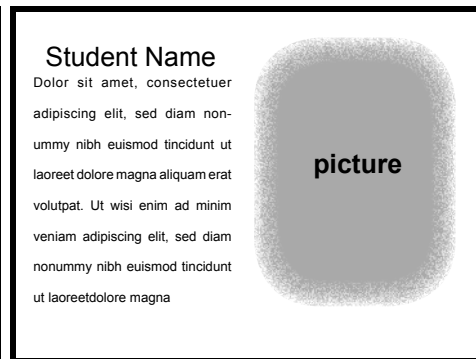 Student Name
Dolor sit amet, consectetuer
adipiscing elit, sed diam non-
ummy nibh euismod tincidunt ut
laoreet dolore magna aliquam erat
volutpat. Ut wisi enim ad minim
veniam adipiscing elit, sed diam
nonummy nibh euismod tincidunt
ut laoreetdolore magna
picture